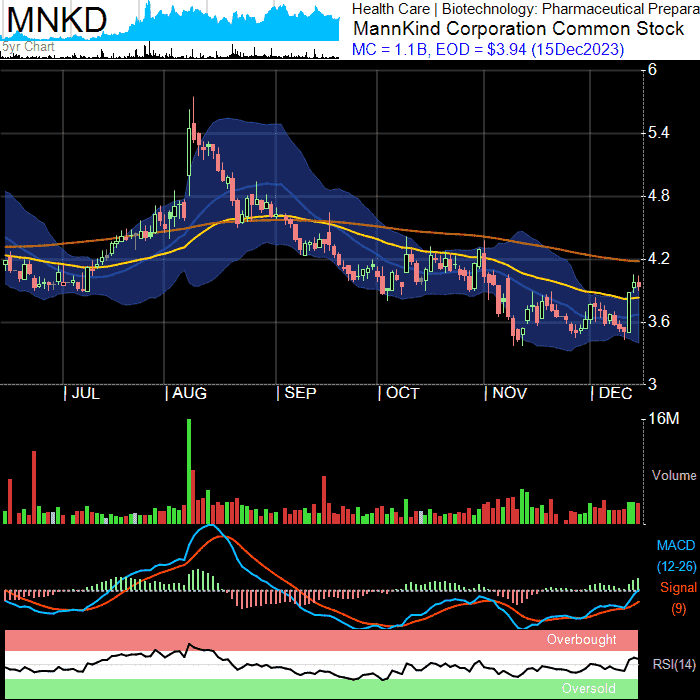 MNKD
5yr Chart
Health Care | Biotechnology: Pharmaceutical Prepara
MannKind Corporation Common Stock
MC = 1.1B, EOD = $3.94 (15Dec2023)
6
5.4
4.8
4.2
3.6
3
| JUL | AUG | SEP | OCT | NOV | DEC
16M
Volume
MACD
(12-26)
Signal
(9)
Overbought
RSI(14)
Oversold